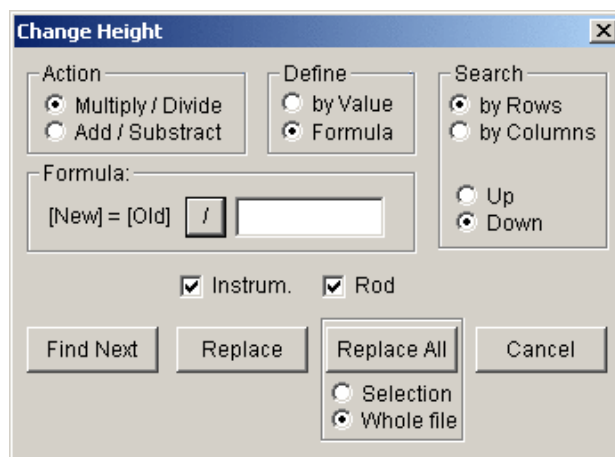 Change Height
Action
Multiply / Divide
Add / Substract
Define
by Value
Formula
Search
by Rows
by Columns
Up
Down
Formula:
[New] = [Old] /
Instrum.
Rod
Find Next
Replace
Replace All
Cancel
Selection
Whole file